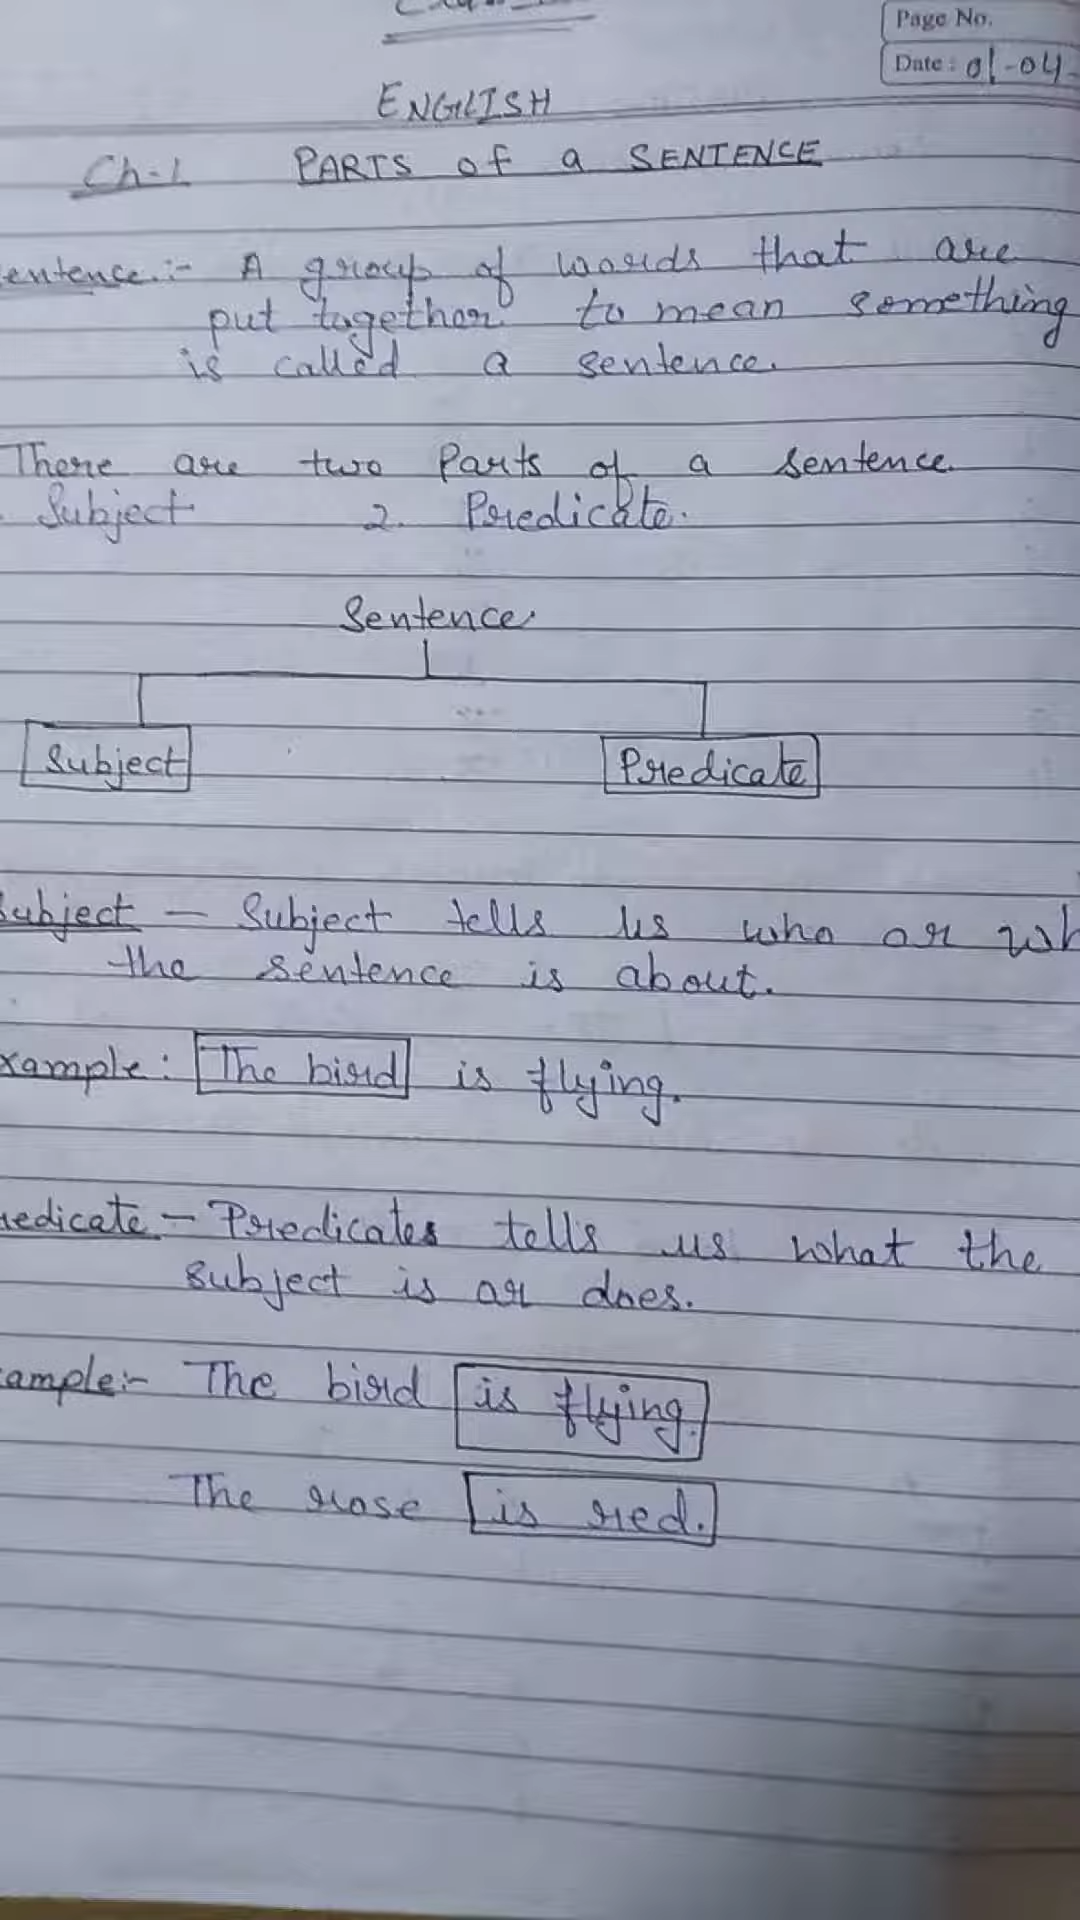 Page No.
Date: 01-04-
ENGLISH
Ch-1 PARTS of a SENTENCE
entence:- A group of words that are
put together to mean something
is called a sentence.
There are two Parts of a sentence.
. Subject 2. Predicate.
Sentence
Subject Predicate
Subject – Subject tells us who or wh
the sentence is about.
xample: The bird is flying.
redicate – Predicates tells us what the
subject is or does.
ample:- The bird is flying.
The rose is red.